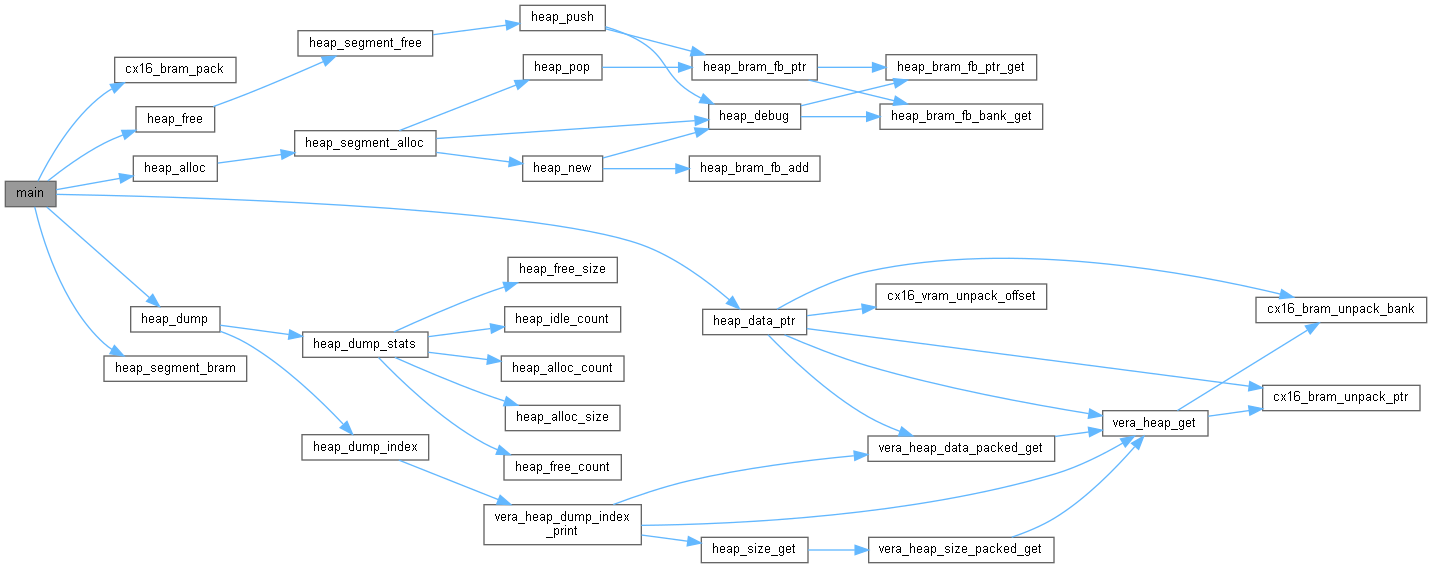 heap_push
heap_segment_free
cx16_bram_pack
heap_pop
heap_bram_fb_ptr
heap_bram_fb_ptr_get
heap_free
heap_debug
heap_bram_fb_bank_get
heap_segment_alloc
heap_alloc
heap_new
heap_bram_fb_add
main
heap_free_size
cx16_vram_unpack_offset
cx16_bram_unpack_bank
heap_dump
heap_idle_count
heap_data_ptr
heap_dump_stats
heap_segment_bram
heap_alloc_count
cx16_bram_unpack_ptr
heap_alloc_size
vera_heap_get
heap_dump_index
vera_heap_data_packed_get
heap_free_count
vera_heap_dump_index
_print
heap_size_get
vera_heap_size_packed_get